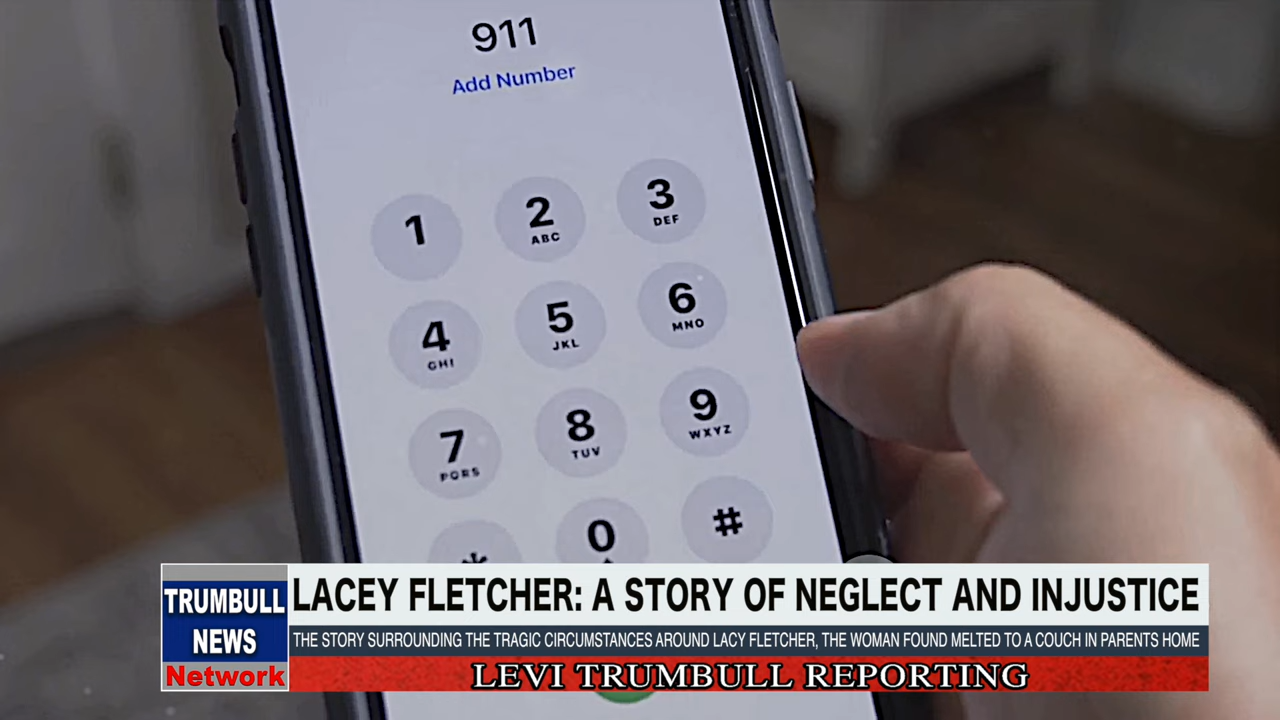 911
Add Number
1
2
ABC
3
DEF
4
GHI
5
JKL
6
MNO
7
PQRS
8
TUV
9
WXYZ
*
0
#
TRUMBULL
NEWS
Network
LACEY FLETCHER: A STORY OF NEGLECT AND INJUSTICE
THE STORY SURROUNDING THE TRAGIC CIRCUMSTANCES AROUND LACY FLETCHER, THE WOMAN FOUND MELTED TO A COUCH IN PARENTS HOME
LEVI TRUMBULL REPORTING